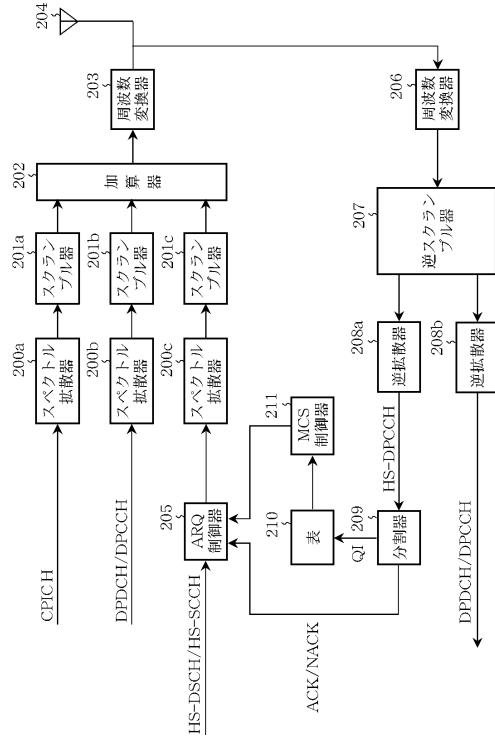 CPICH
200a
スペクトル
拡散器
201a
スクラン
ブル器
202
加
算
器
203
周波数
変換器
204
DPDCH/DPCCH
200b
スペクトル
拡散器
201b
スクラン
ブル器
HS-DSCH/HS-SCCH
205
ARQ
制御器
200c
スペクトル
拡散器
201c
スクラン
ブル器
206
周波数
変換器
207
逆スクラン
ブル器
208a
逆拡散器
208b
逆拡散器
HS-DPCCH
209
分割器
QI
210
表
211
MCS
制御器
ACK/NACK
DPDCH/DPCCH